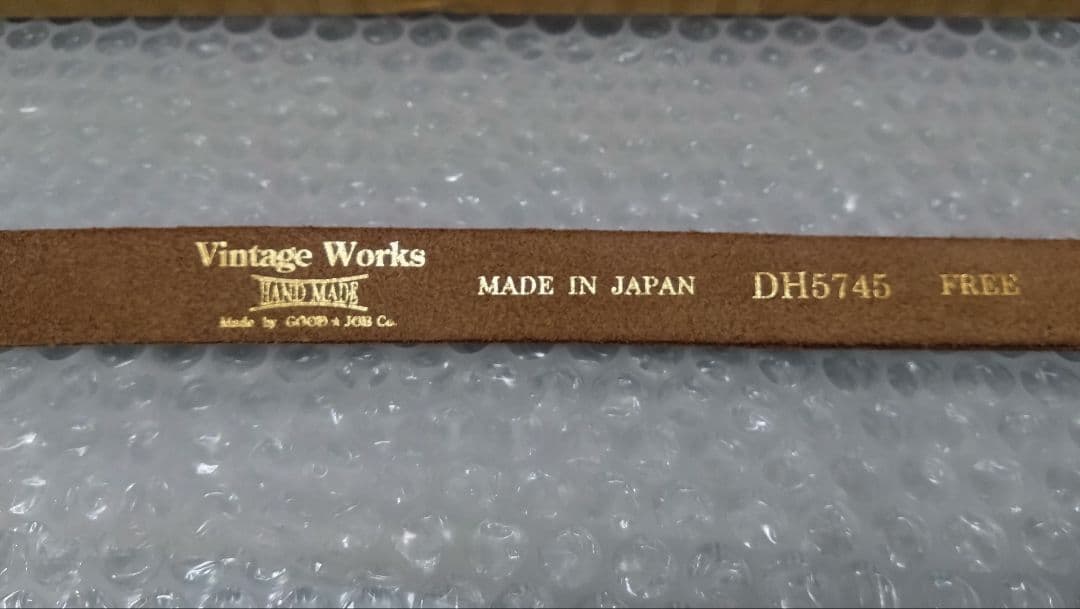 Vintage Works
HAND MADE
Made by GOOD★JOB Co.
MADE IN JAPAN
DH5745
FREE